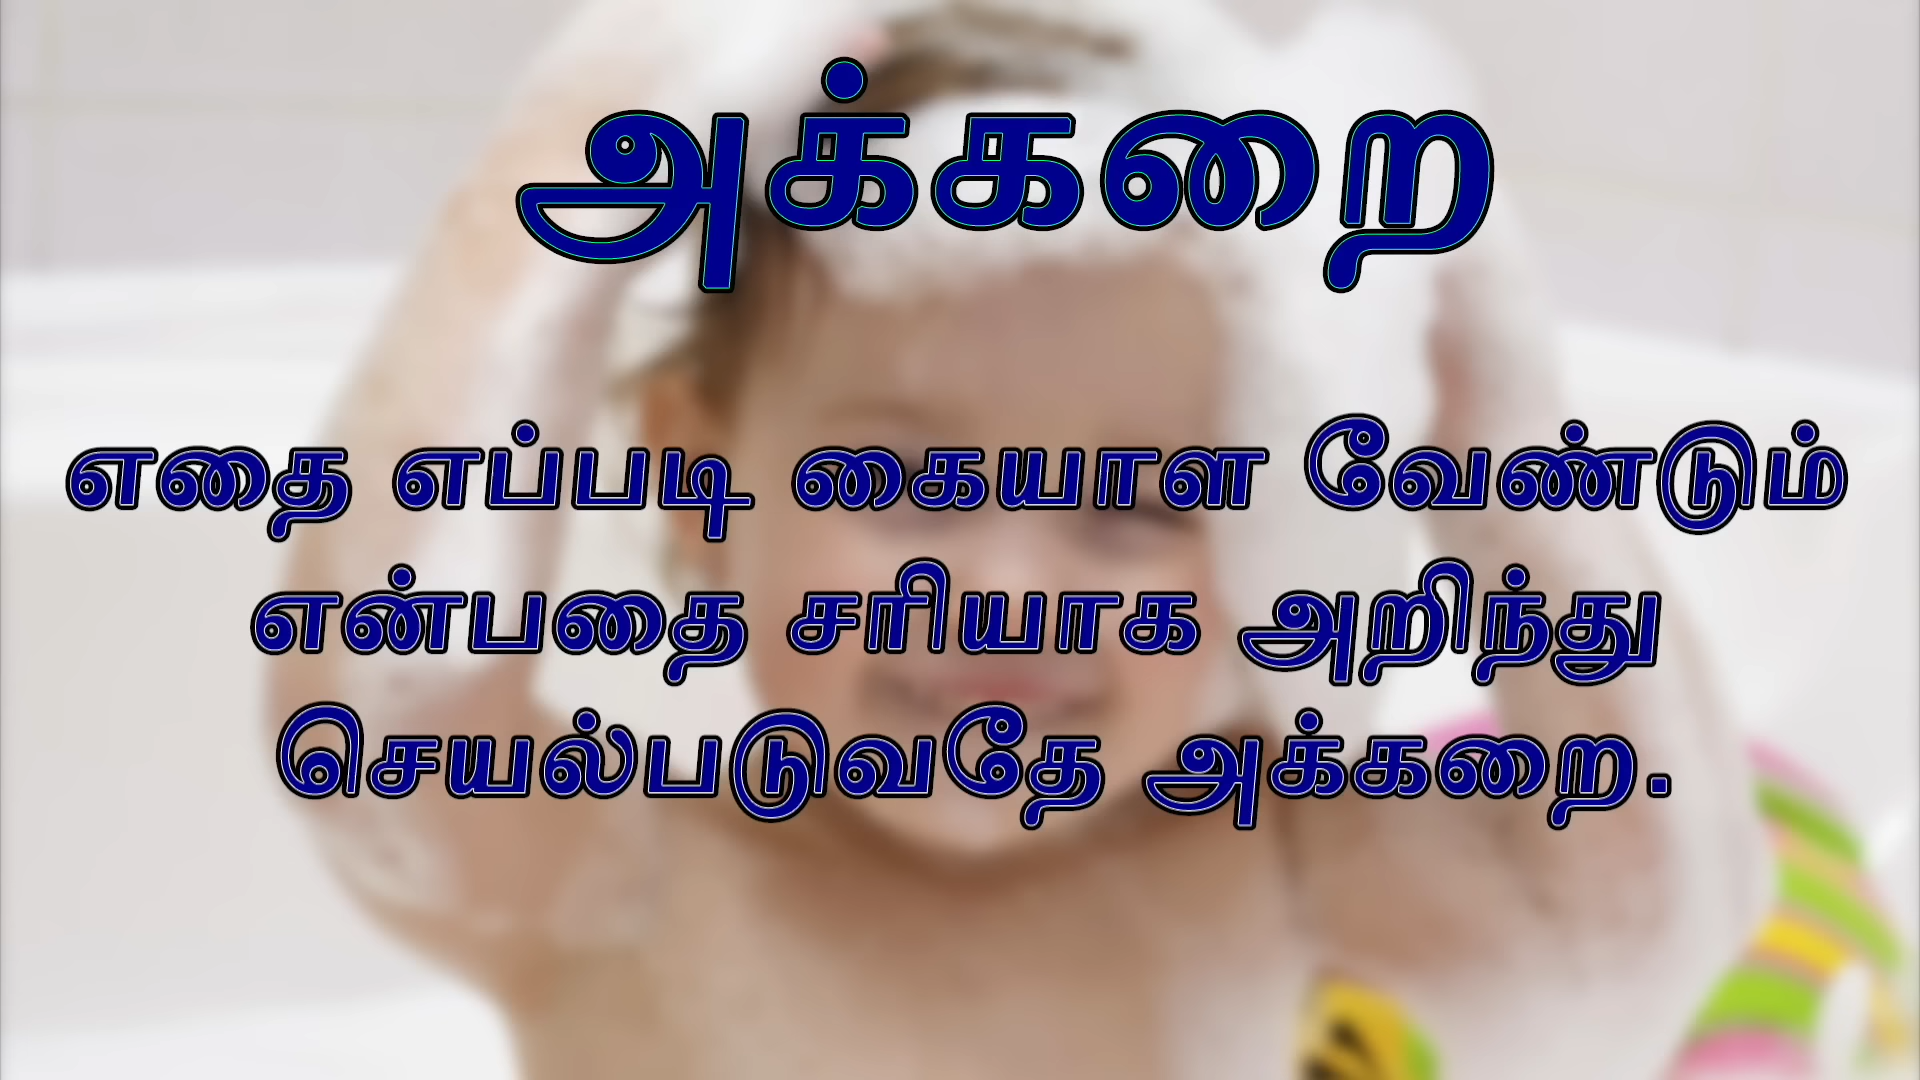 அக்கறை
எதை எப்படி கையாள வேண்டும்
என்பதை சரியாக அறிந்து
செயல்படுவதே அக்கறை.